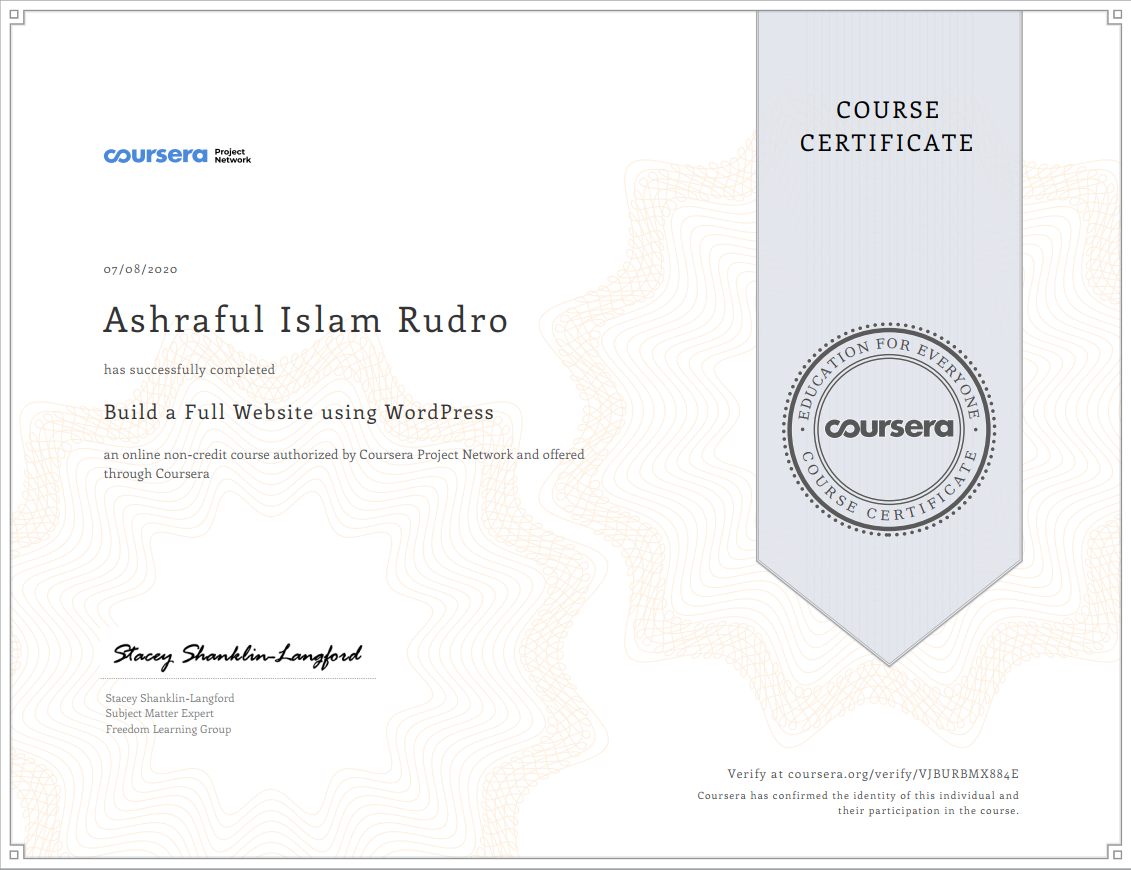 COURSE
CERTIFICATE
coursera Project
Network
07/08/2020
Ashraful Islam Rudro
has successfully completed
Build a Full Website using WordPress
an online non-credit course authorized by Coursera Project Network and offered
through Coursera
EDUCATION FOR EVERYONE
coursera
COURSE CERTIFICATE
Stacey Shanklin-Langford
Stacey Shanklin-Langford
Subject Matter Expert
Freedom Learning Group
Verify at coursera.org/verify/VJBURBMX884E
Coursera has confirmed the identity of this individual and
their participation in the course.